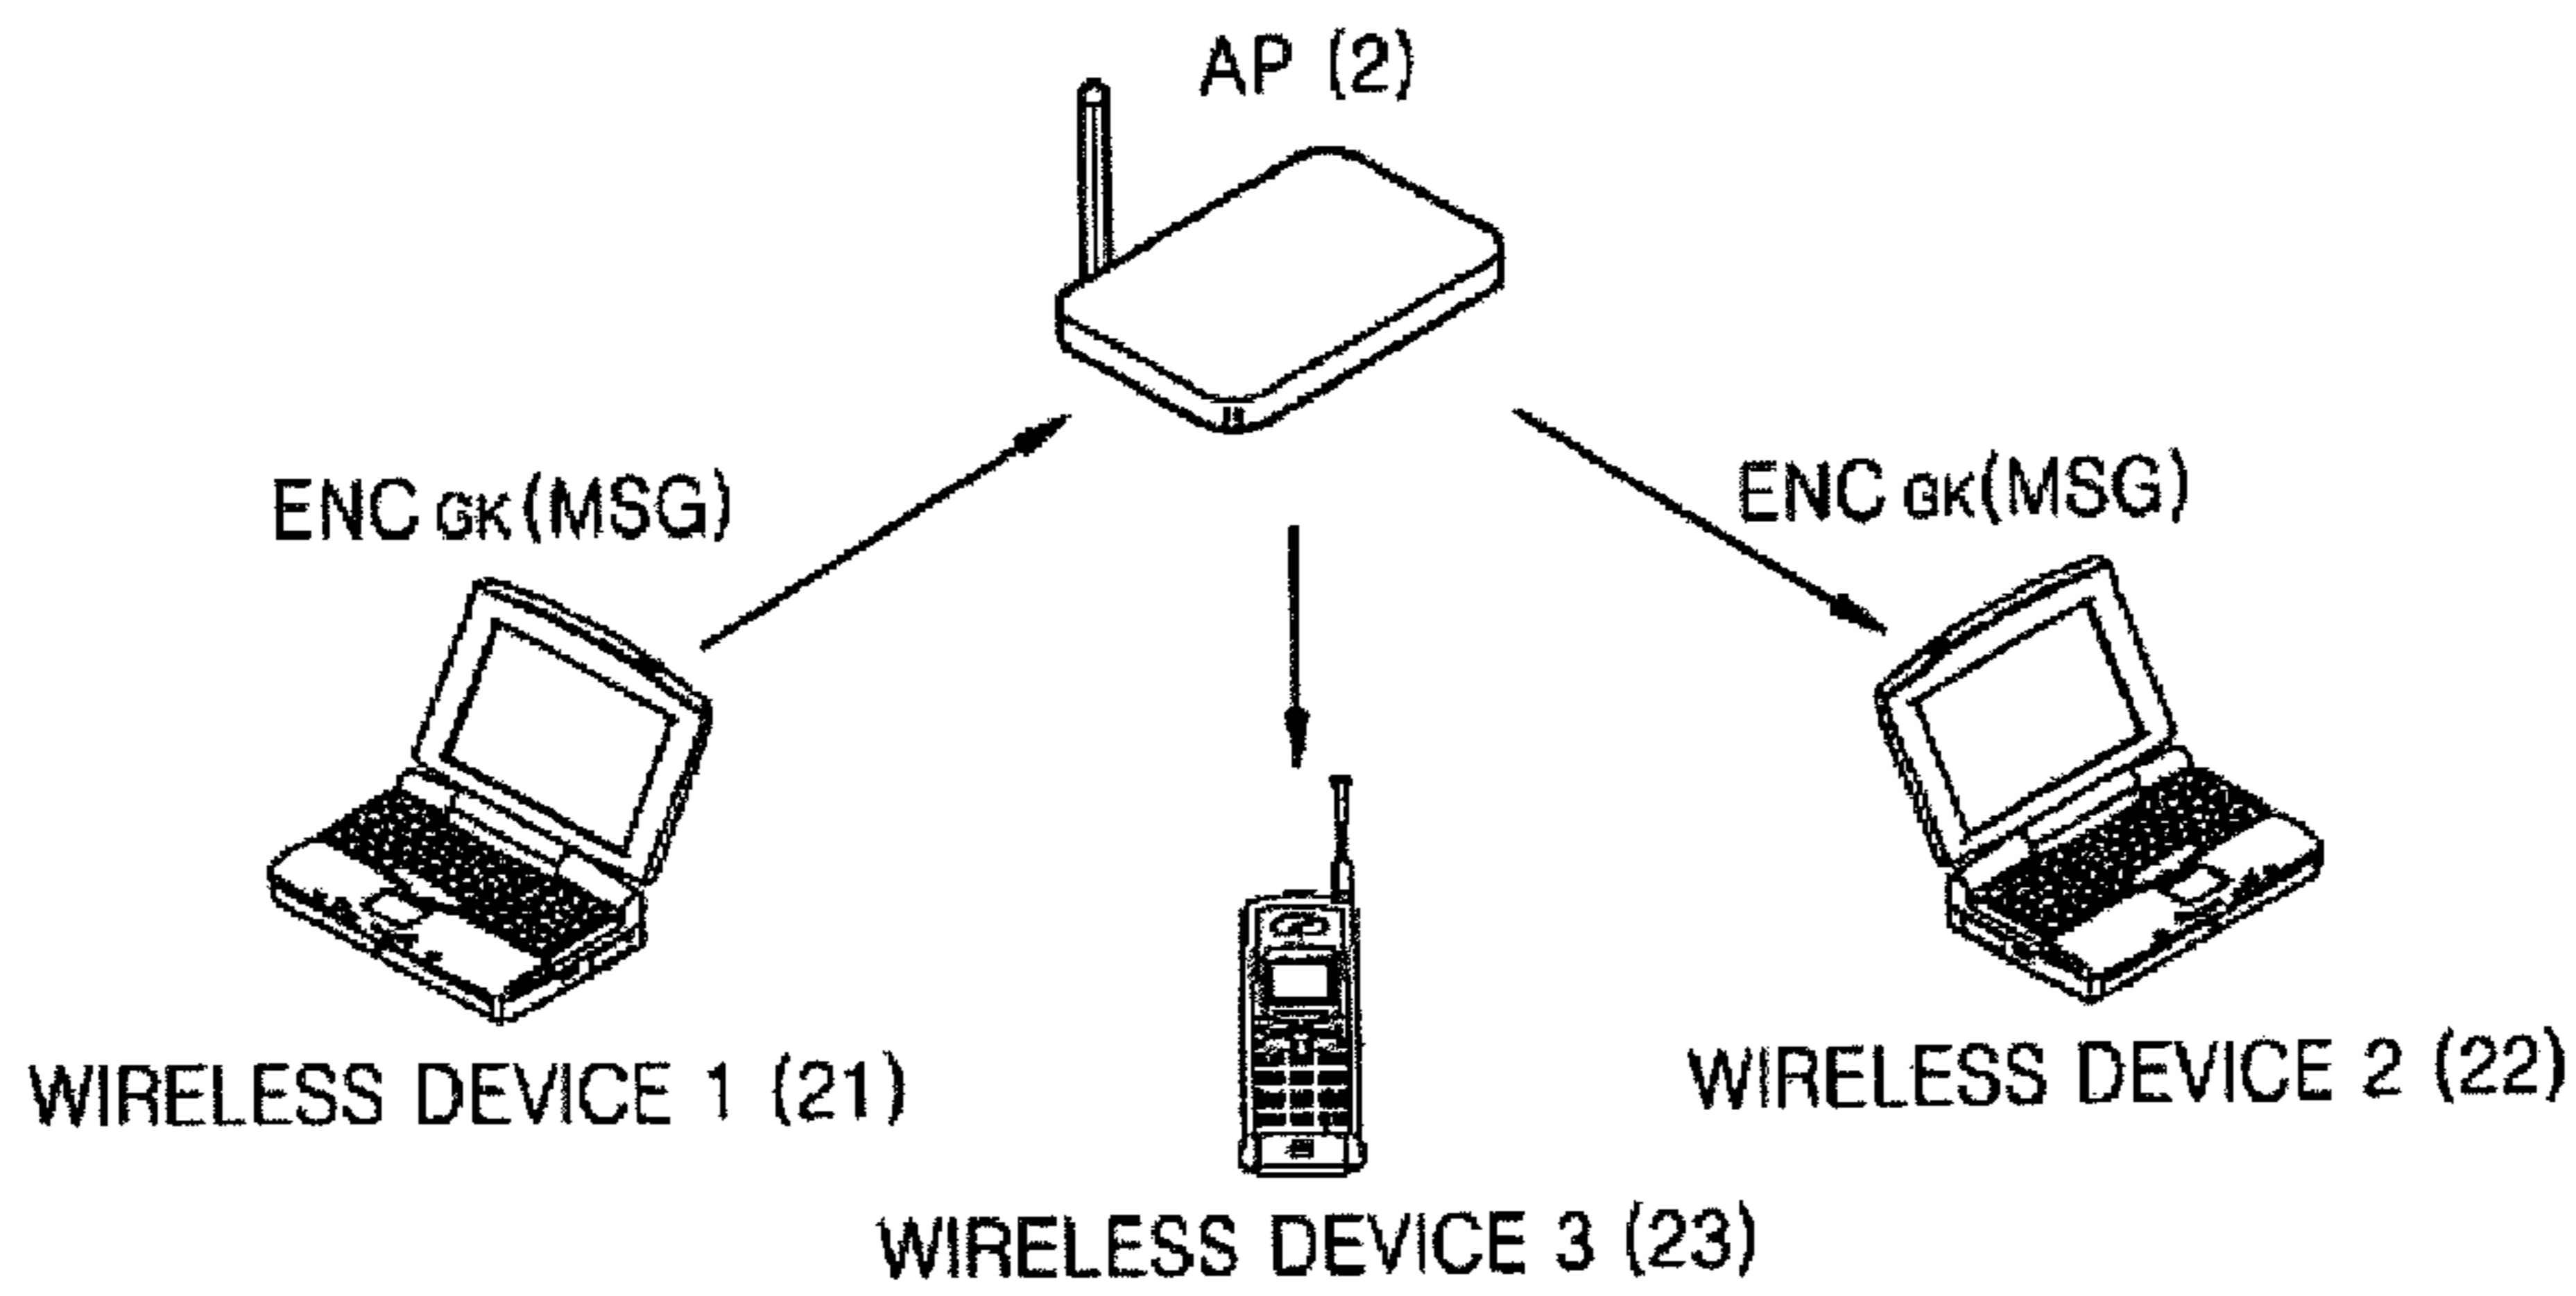 AP (2)
ENC GK (MSG)
ENC GK (MSG)
WIRELESS DEVICE 1 (21)
WIRELESS DEVICE 2 (22)
WIRELESS DEVICE 3 (23)